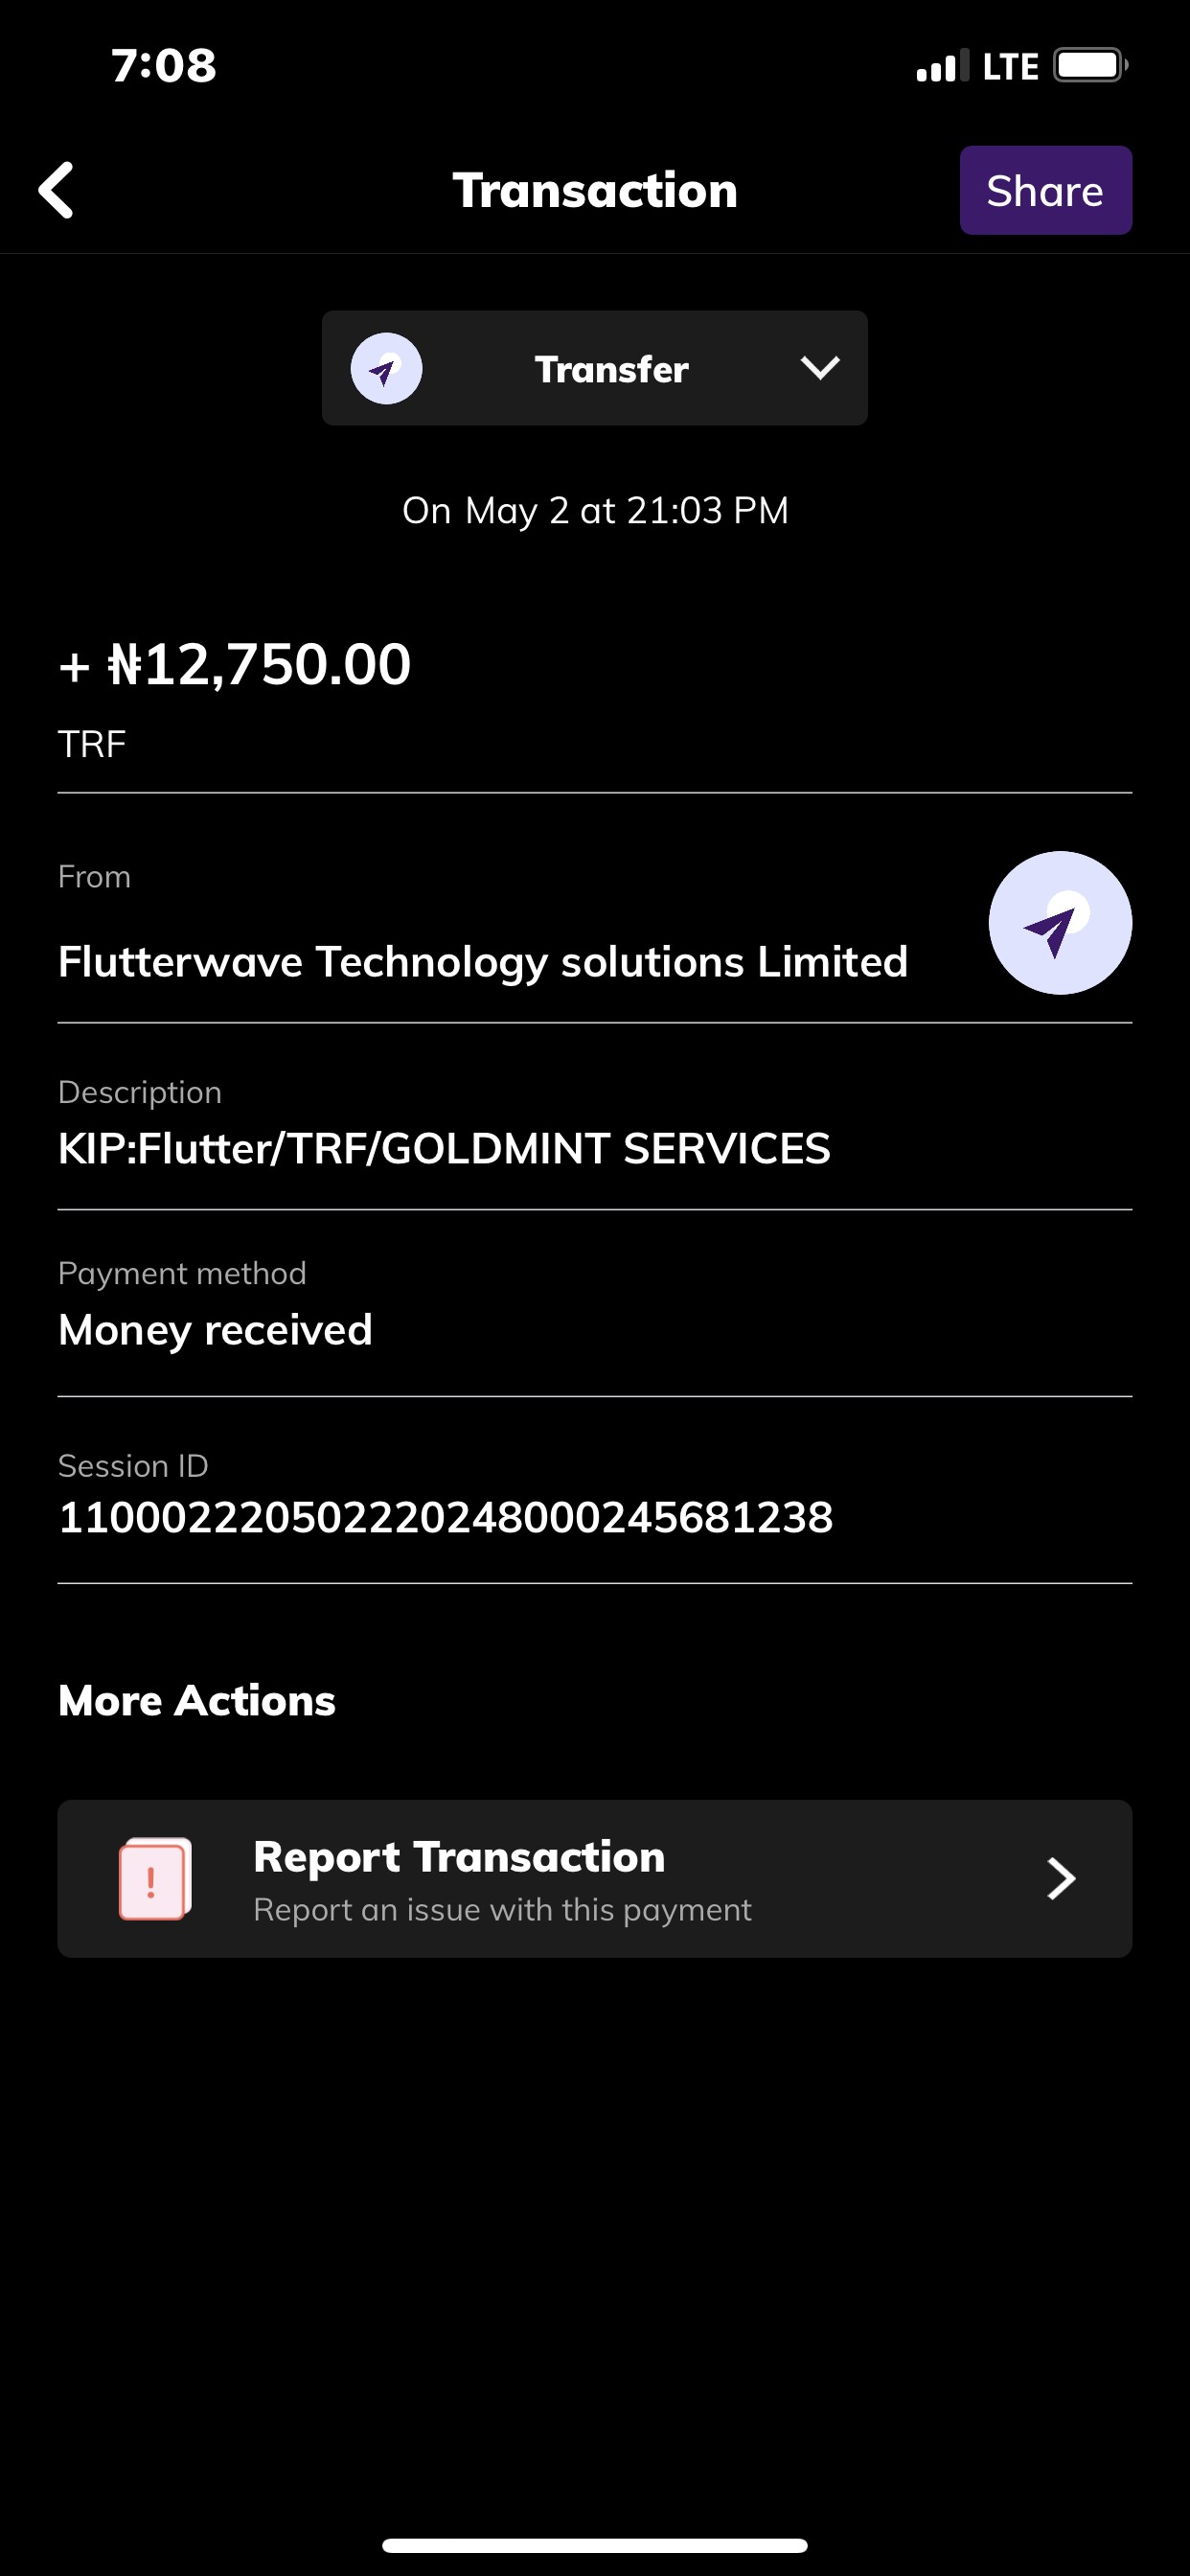 7:08
LTE
Transaction
Share
Transfer
On May 2 at 21:03 PM
+ ₦12,750.00
TRF
From
Flutterwave Technology solutions Limited
Description
KIP:Flutter/TRF/GOLDMINT SERVICES
Payment method
Money received
Session ID
110002220502220248000245681238
More Actions
Report Transaction
Report an issue with this payment